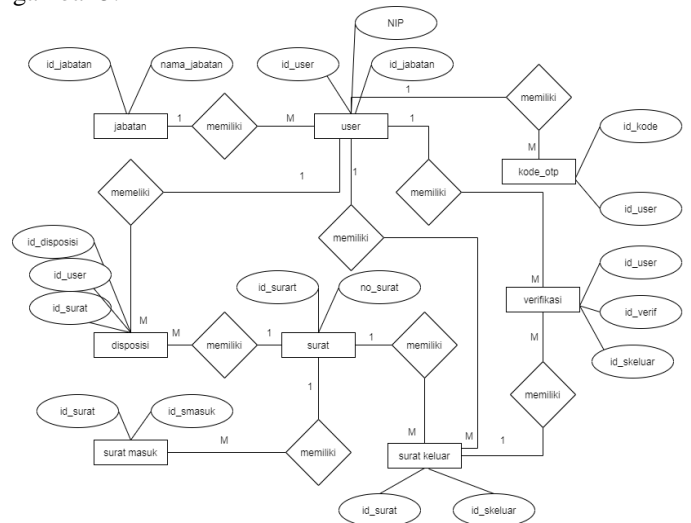 NIP
id_jabatan
nama_jabatan
id_user
id_jabatan
1
memiliki
jabatan
1
memiliki
M
user
1
M
kode_otp
id_kode
id_user
memeliki
1
1
memiliki
memiliki
id_disposisi
id_user
id_surat
M
disposisi
M
memiliki
1
id_surart
no_surat
surat
1
memiliki
M
verifikasi
M
id_user
id_verif
id_skeluar
1
memiliki
id_surat
id_smasuk
surat masuk
M
memiliki
M
M
surat keluar
1
id_surat
id_skeluar